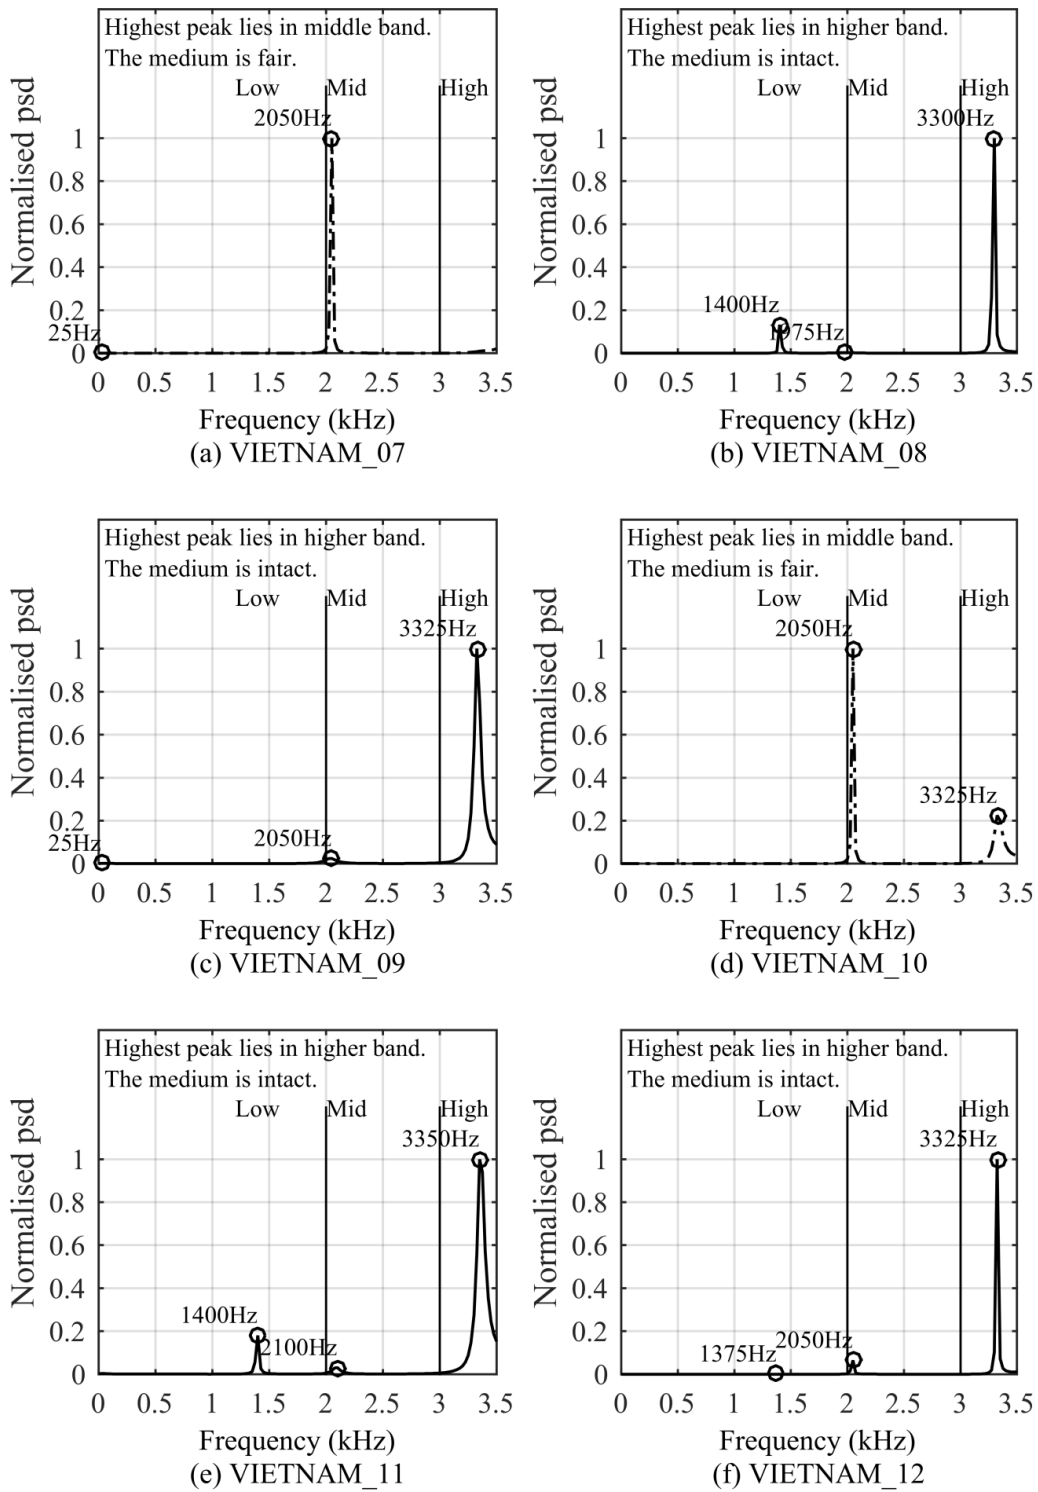 Highest peak lies in middle band.
The medium is fair.
Low Mid High
2050Hz
25Hz
Normalised psd
1
0.8
0.6
0.4
0.2
0
0 0.5 1 1.5 2 2.5 3 3.5
Frequency (kHz)
(a) VIETNAM_07
Highest peak lies in higher band.
The medium is intact.
Low Mid High
3300Hz
1400Hz
1975Hz
Normalised psd
1
0.8
0.6
0.4
0.2
0
0 0.5 1 1.5 2 2.5 3 3.5
Frequency (kHz)
(b) VIETNAM_08
Highest peak lies in higher band.
The medium is intact.
Low Mid High
3325Hz
2050Hz
25Hz
Normalised psd
1
0.8
0.6
0.4
0.2
0
0 0.5 1 1.5 2 2.5 3 3.5
Frequency (kHz)
(c) VIETNAM_09
Highest peak lies in middle band.
The medium is fair.
Low Mid High
2050Hz
3325Hz
Normalised psd
1
0.8
0.6
0.4
0.2
0
0 0.5 1 1.5 2 2.5 3 3.5
Frequency (kHz)
(d) VIETNAM_10
Highest peak lies in higher band.
The medium is intact.
Low Mid High
3350Hz
1400Hz
2100Hz
Normalised psd
1
0.8
0.6
0.4
0.2
0
0 0.5 1 1.5 2 2.5 3 3.5
Frequency (kHz)
(e) VIETNAM_11
Highest peak lies in higher band.
The medium is intact.
Low Mid High
3325Hz
2050Hz
1375Hz
Normalised psd
1
0.8
0.6
0.4
0.2
0
0 0.5 1 1.5 2 2.5 3 3.5
Frequency (kHz)
(f) VIETNAM_12